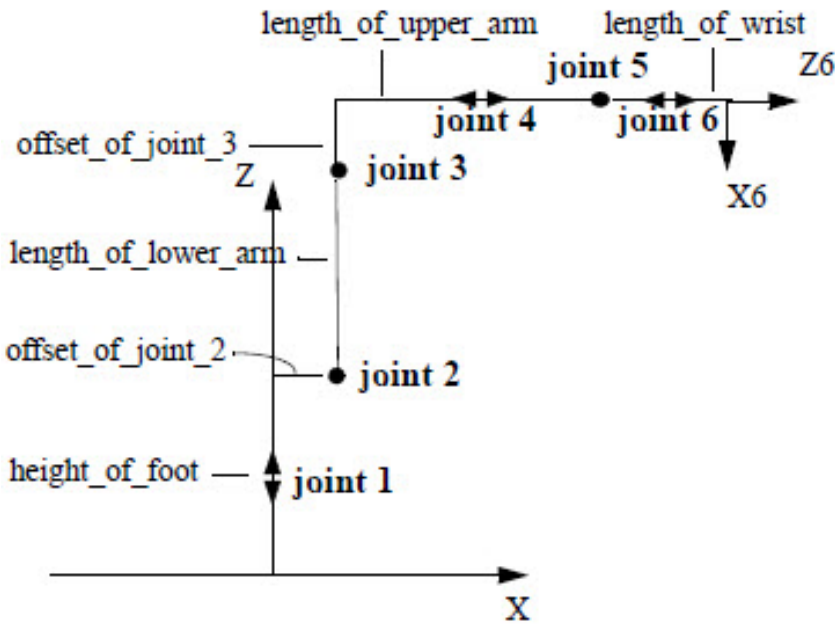 length_of_upper_arm
length_of_wrist
joint 5
Z6
joint 4
joint 6
offset_of_joint_3
joint 3
Z
X6
length_of_lower_arm
offset_of_joint_2
joint 2
height_of_foot
joint 1
X